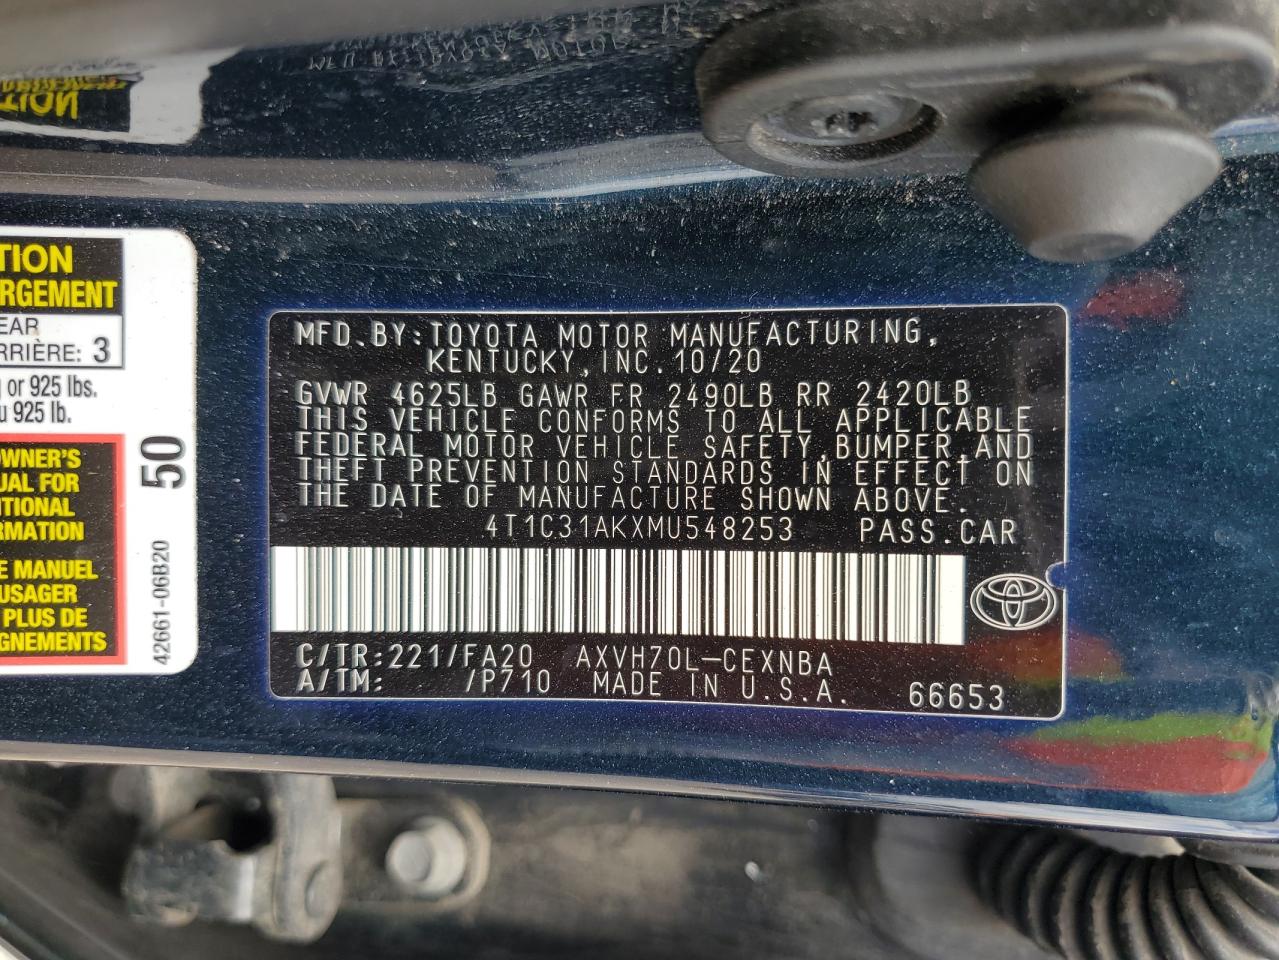 TION
TION
RGEMENT
EAR
RRIÈRE: 3
g or 925 lbs.
u 925 lb.
50
OWNER'S
UAL FOR
ITIONAL
ORMATION
E MANUEL
USAGER
PLUS DE
GNEMENTS
42661-06B20
MFD.BY:TOYOTA MOTOR MANUFACTURING,
KENTUCKY,INC.10/20
GVWR 4625LB GAWR FR 2490LB RR 2420LB
THIS VEHICLE CONFORMS TO ALL APPLICABLE
FEDERAL MOTOR VEHICLE SAFETY,BUMPER,AND
THEFT PREVENTION STANDARDS IN EFFECT ON
THE DATE OF MANUFACTURE SHOWN ABOVE.
4T1C31AKXMU548253 PASS.CAR
C/TR:221/FA20 AXVH70L-CEXNBA
A/TM: /P710 MADE IN U.S.A. 66653